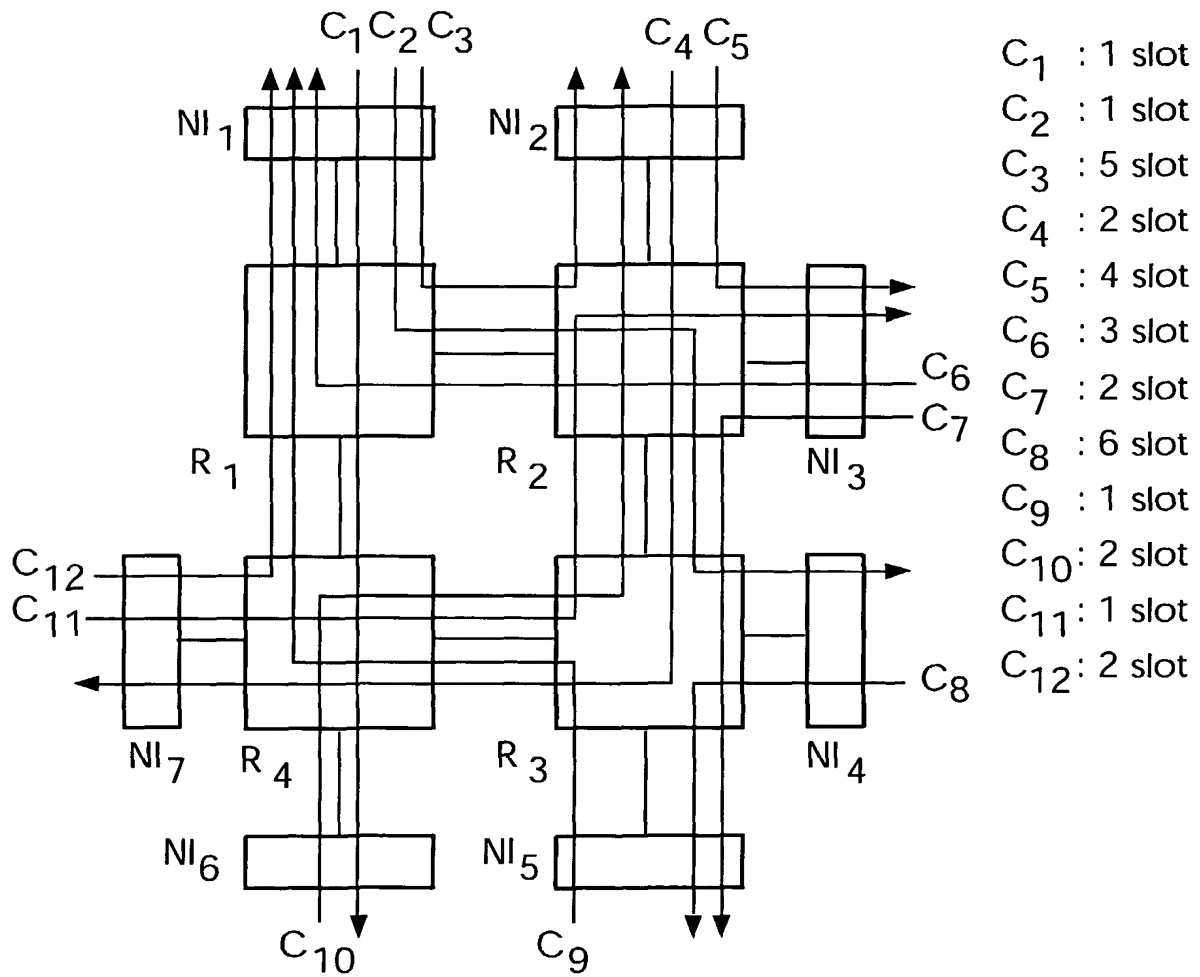 C1 C2 C3 C4 C5
NI1 NI2
R1 R2 NI3
C6
C7
C12
C11
C8
NI7 R4 R3 NI4
NI6 NI5
C10 C9
C1 : 1 slot
C2 : 1 slot
C3 : 5 slot
C4 : 2 slot
C5 : 4 slot
C6 : 3 slot
C7 : 2 slot
C8 : 6 slot
C9 : 1 slot
C10 : 2 slot
C11 : 1 slot
C12 : 2 slot